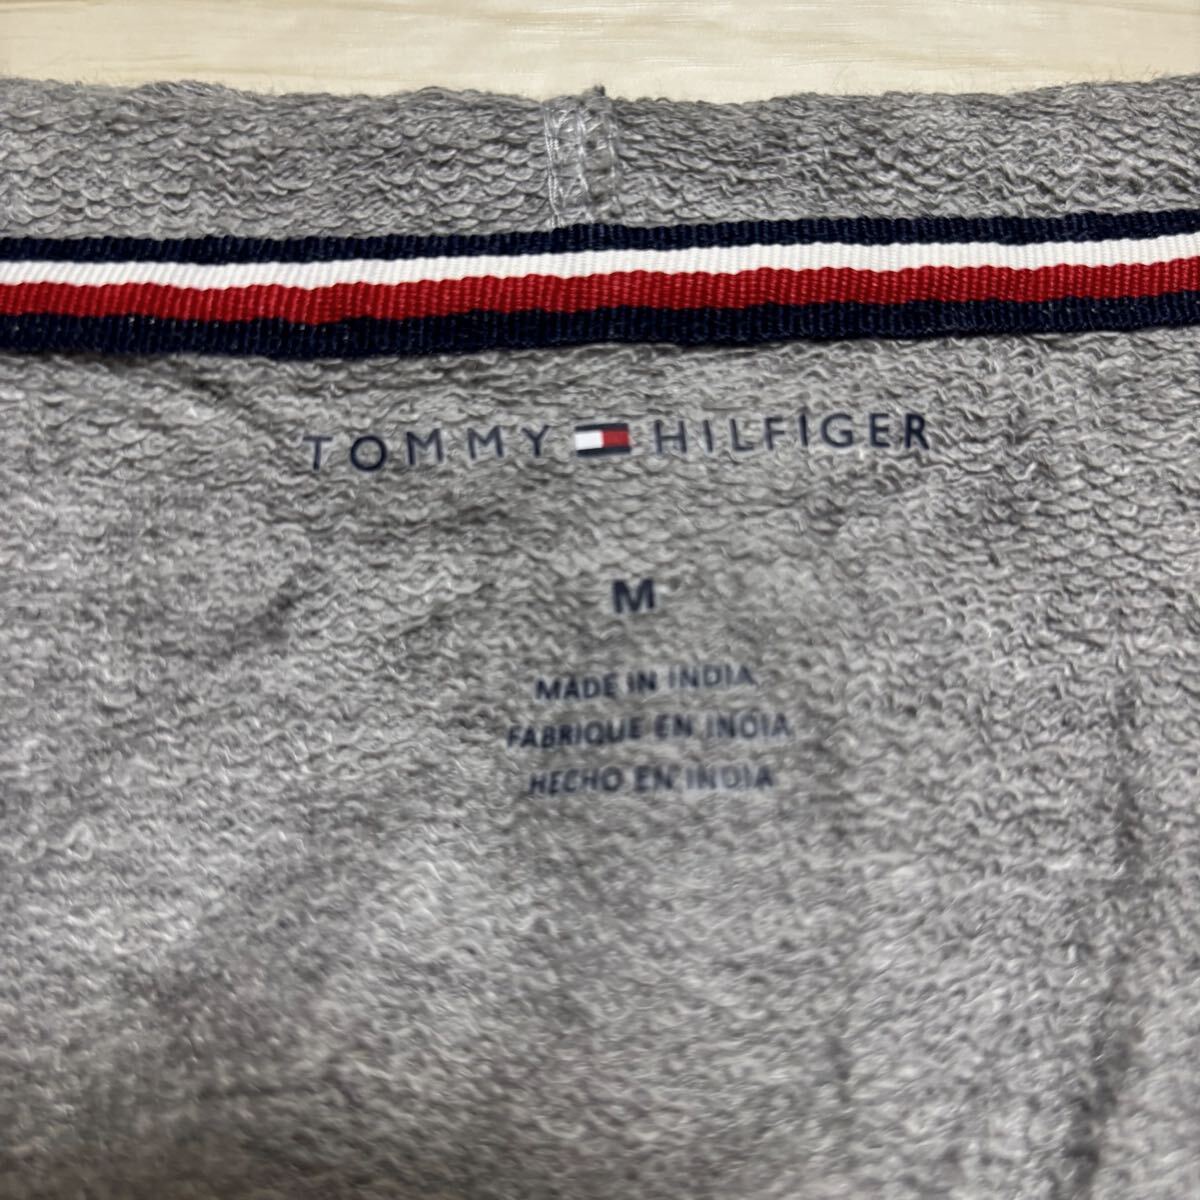 TOMMY HILFIGER
M
MADE IN INDIA
FABRIQUE EN INDIA
HECHO EN INDIA